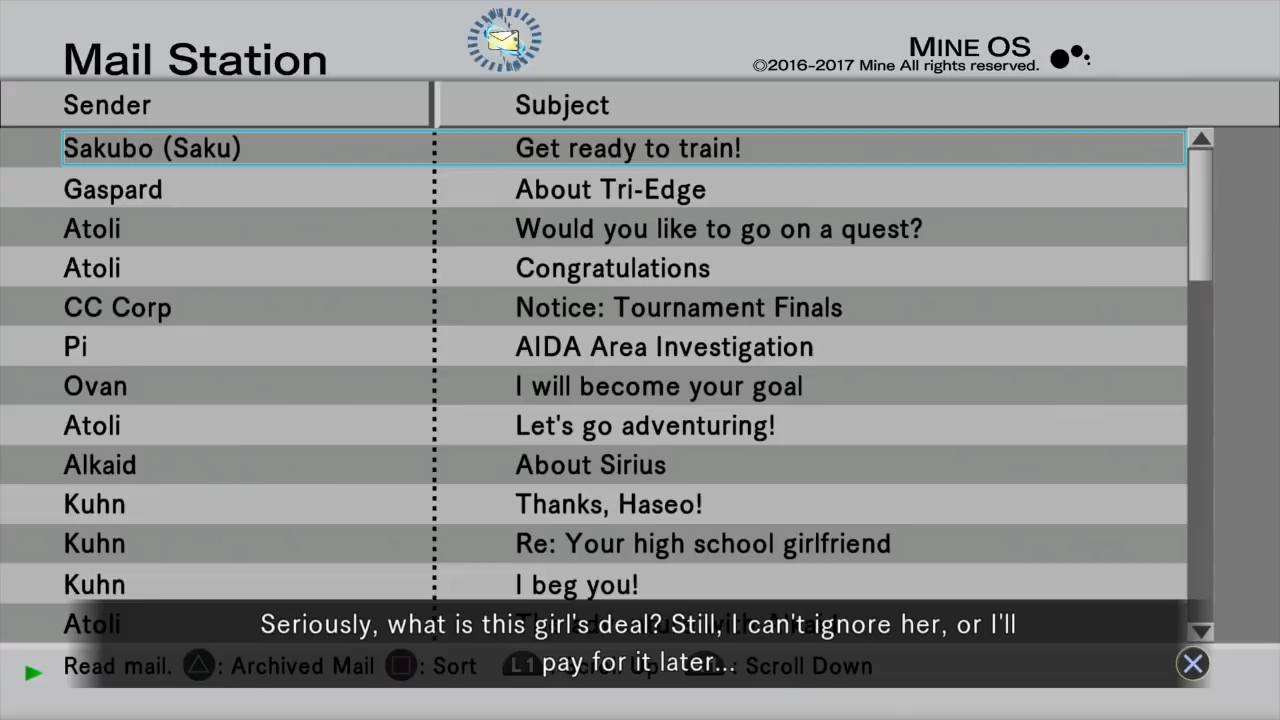 Mail Station
MINE OS
©2016-2017 Mine All rights reserved.
Sender Subject
Sakubo (Saku) Get ready to train!
Gaspard About Tri-Edge
Atoli Would you like to go on a quest?
Atoli Congratulations
CC Corp Notice: Tournament Finals
Pi AIDA Area Investigation
Ovan I will become your goal
Atoli Let's go adventuring!
Alkaid About Sirius
Kuhn Thanks, Haseo!
Kuhn Re: Your high school girlfriend
Kuhn I beg you!
Atoli
Seriously, what is this girl's deal? Still, I can't ignore her, or I'll
pay for it later...
Read mail. : Archived Mail : Sort L1 : Scroll Up : Scroll Down